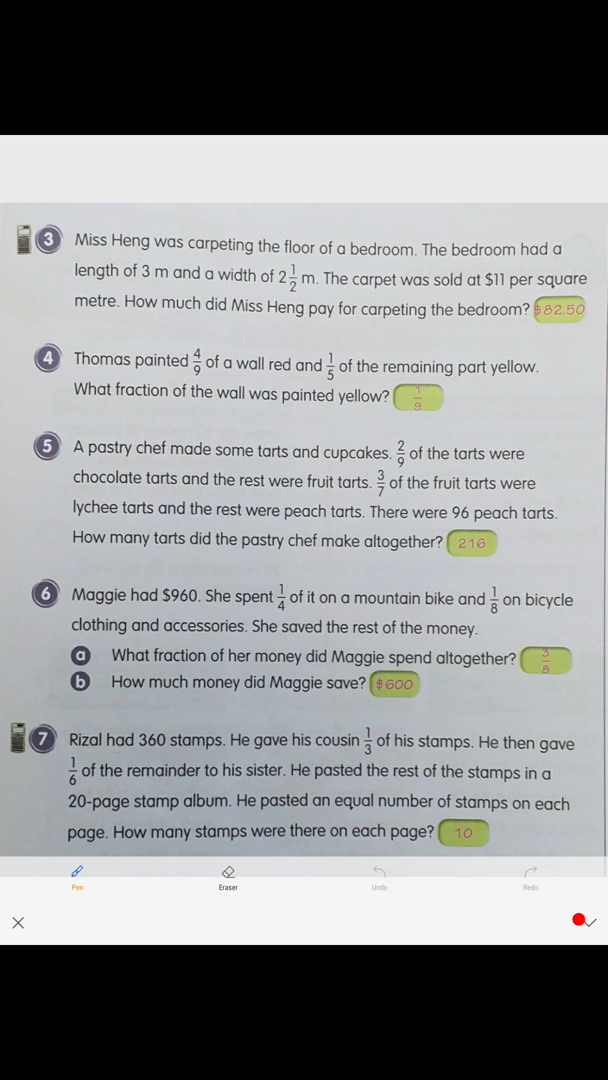 3 Miss Heng was carpeting the floor of a bedroom. The bedroom had a
length of 3 m and a width of 2 1/2 m. The carpet was sold at $11 per square
metre. How much did Miss Heng pay for carpeting the bedroom? $82.50
4 Thomas painted 4/9 of a wall red and 1/5 of the remaining part yellow.
What fraction of the wall was painted yellow? 1/9
5 A pastry chef made some tarts and cupcakes. 2/9 of the tarts were
chocolate tarts and the rest were fruit tarts. 3/7 of the fruit tarts were
lychee tarts and the rest were peach tarts. There were 96 peach tarts.
How many tarts did the pastry chef make altogether? 216
6 Maggie had $960. She spent 1/4 of it on a mountain bike and 1/8 on bicycle
clothing and accessories. She saved the rest of the money.
a What fraction of her money did Maggie spend altogether? 3/8
b How much money did Maggie save? $600
7 Rizal had 360 stamps. He gave his cousin 1/3 of his stamps. He then gave
1/6 of the remainder to his sister. He pasted the rest of the stamps in a
20-page stamp album. He pasted an equal number of stamps on each
page. How many stamps were there on each page? 10
Pen Eraser Undo Redo